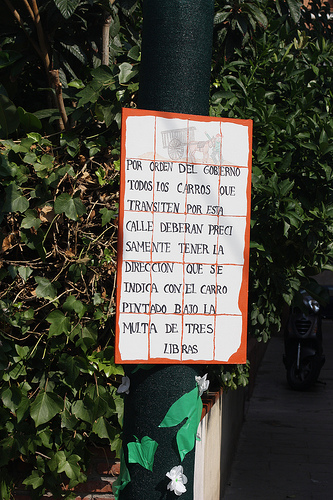 POR ORDEN DEL GOBIERNO
TODOS LOS CARROS QUE
TRANSITEN POR ESTA
CALLE DEBERAN PRECI
SAMENTE TENER LA
DIRECCION QUE SE
INDICA CON EL CARRO
PINTADO BAJO LA
MULTA DE TRES
LIBRAS